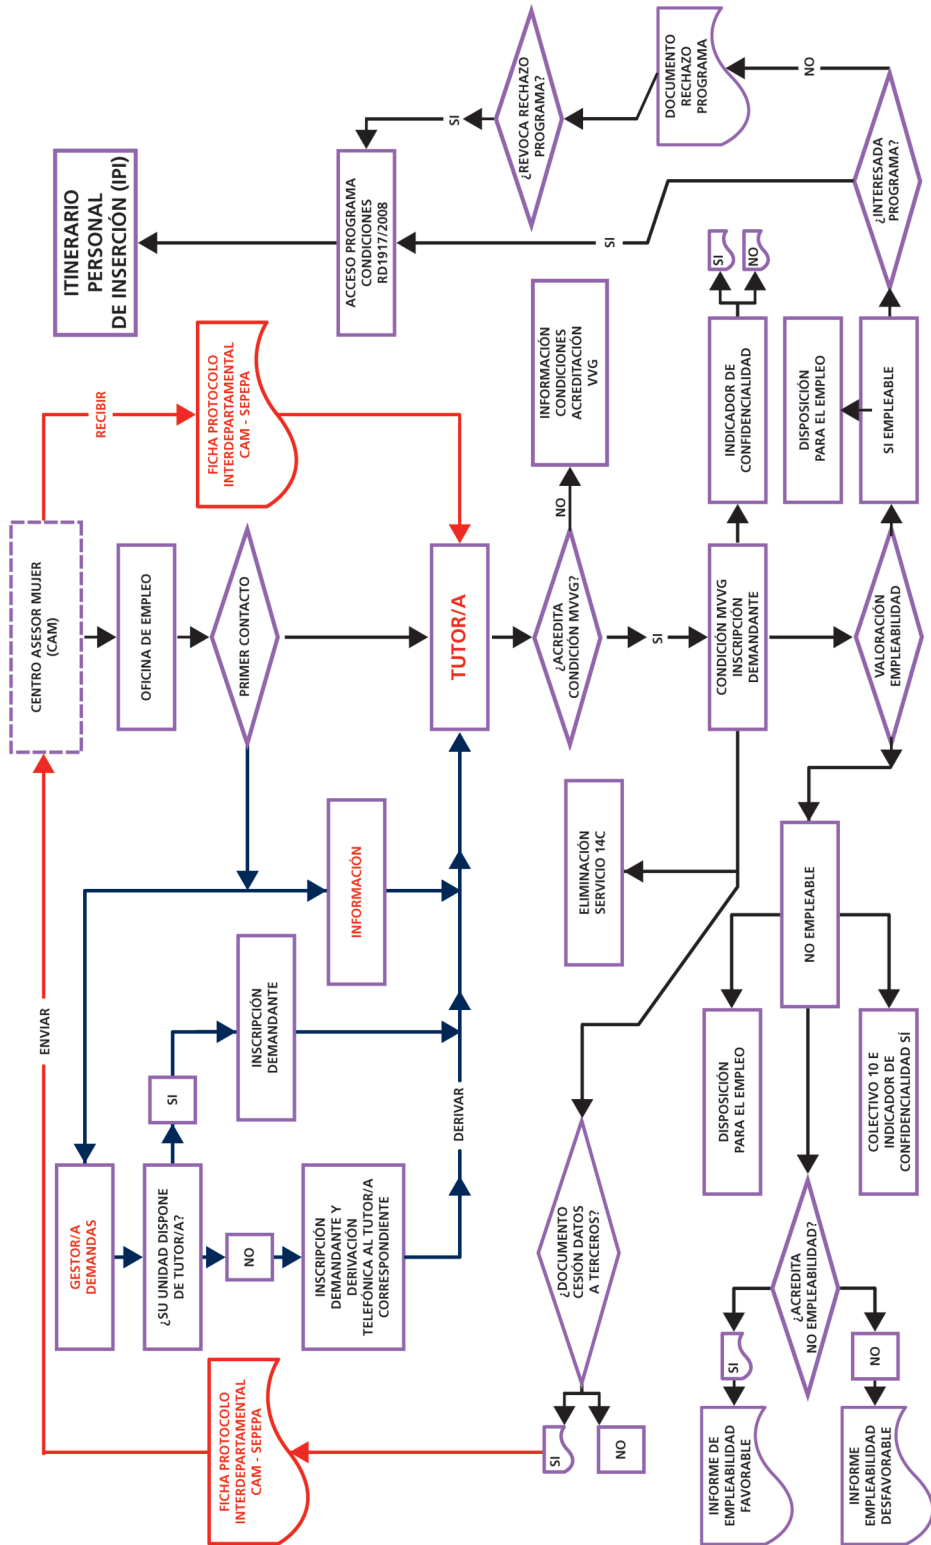 CENTRO ASESOR MUJER
(CAM)
ENVIAR
RECIBIR
OFICINA DE EMPLEO
PRIMER CONTACTO
GESTOR/A
DEMANDAS
¿SU UNIDAD DISPONE
DE TUTOR/A?
SI
NO
INSCRIPCIÓN
DEMANDANTE
INSCRIPCIÓN
DEMANDANTE Y
DERIVACIÓN
TELEFÓNICA AL TUTOR/A
CORRESPONDIENTE
INFORMACIÓN
DERIVAR
FICHA PROTOCOLO
INTERDEPARTAMENTAL
CAM - SEPEPA
FICHA PROTOCOLO
INTERDEPARTAMENTAL
CAM - SEPEPA
TUTOR/A
ITINERARIO
PERSONAL
DE INSERCIÓN (IPI)
ACCESO PROGRAMA
CONDICIONES
RD1917/2008
SI
¿REVOCA RECHAZO
PROGRAMA?
¿ACREDITA
CONDICIÓN MVVG?
NO
INFORMACIÓN
CONDICIONES
ACREDITACIÓN
VVG
SI
SI
DOCUMENTO
RECHAZO
PROGRAMA
NO
¿DOCUMENTO
CESIÓN DATOS
A TERCEROS?
SI
NO
ELIMINACIÓN
SERVICIO 14C
CONDICIÓN MVVG
INSCRIPCIÓN
DEMANDANTE
INDICADOR DE
CONFIDENCIALIDAD
SI
NO
DISPOSICIÓN
PARA EL EMPLEO
VALORACIÓN
EMPLEABILIDAD
SI EMPLEABLE
¿INTERESADA
PROGRAMA?
NO EMPLEABLE
DISPOSICIÓN
PARA EL EMPLEO
COLECTIVO 10 E
INDICADOR DE
CONFIDENCIALIDAD SÍ
¿ACREDITA
NO EMPLEABILIDAD?
SI
NO
INFORME DE
EMPLEABILIDAD
FAVORABLE
INFORME
EMPLEABILIDAD
DESFAVORABLE